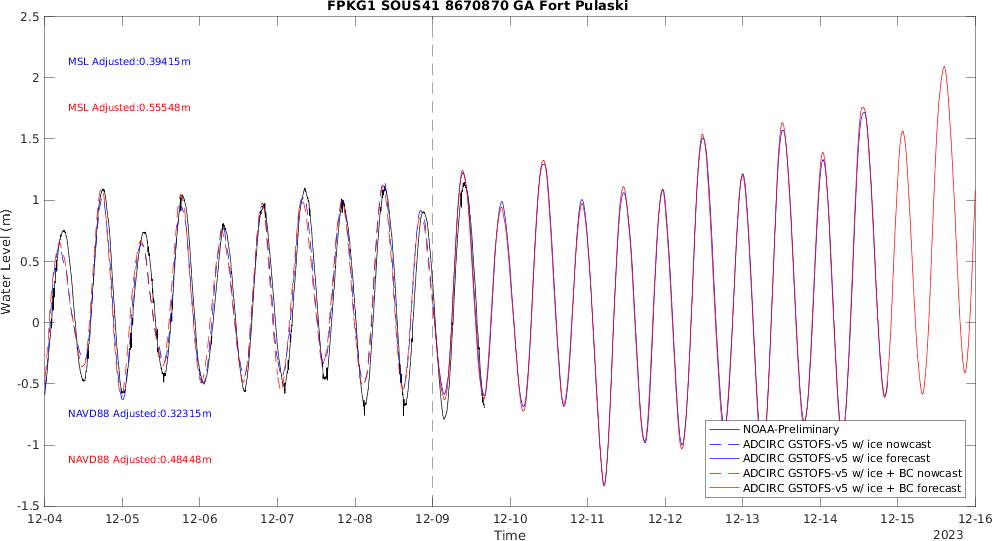 FPKG1 SOUS41 8670870 GA Fort Pulaski
2.5
2
1.5
1
0.5
0
-0.5
-1
-1.5
Water Level (m)
MSL Adjusted:0.39415m
MSL Adjusted:0.55548m
NAVD88 Adjusted:0.32315m
NAVD88 Adjusted:0.48448m
NOAA-Preliminary
ADCIRC GSTOFS-v5 w/ ice nowcast
ADCIRC GSTOFS-v5 w/ ice forecast
ADCIRC GSTOFS-v5 w/ ice + BC nowcast
ADCIRC GSTOFS-v5 w/ ice + BC forecast
12-04 12-05 12-06 12-07 12-08 12-09 12-10 12-11 12-12 12-13 12-14 12-15 12-16
Time
2023